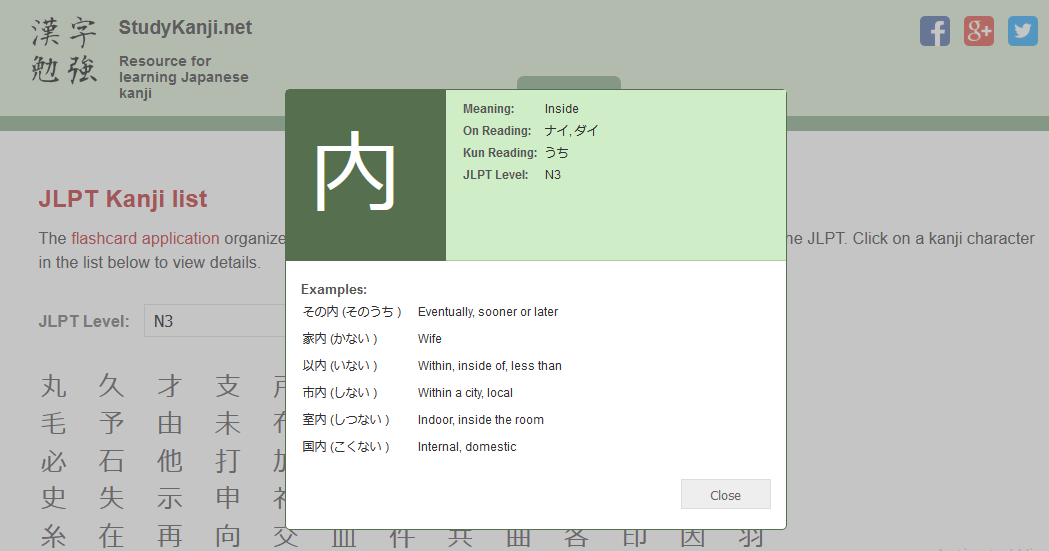 漢字
勉強
StudyKanji.net
Resource for
learning Japanese
kanji
内
Meaning: Inside
On Reading: ナイ, ダイ
Kun Reading: うち
JLPT Level: N3
JLPT Kanji list
The flashcard application organize
he JLPT. Click on a kanji character
in the list below to view details.
JLPT Level: N3
Examples:
その内 (そのうち ) Eventually, sooner or later
家内 (かない ) Wife
以内 (いない ) Within, inside of, less than
市内 (しない ) Within a city, local
室内 (しつない ) Indoor, inside the room
国内 (こくない ) Internal, domestic
Close
丸 久 才 支
毛 予 由 未
必 石 他 打
史 失 示 申
糸 在 再 向 交 血 件 共 曲 各 印 因 羽